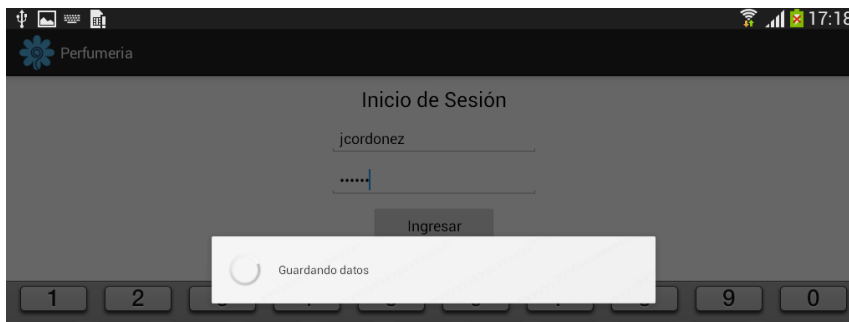 17:18
Perfumeria
Inicio de Sesión
jcordonez
••••••
Ingresar
Guardando datos
1 2 9 0